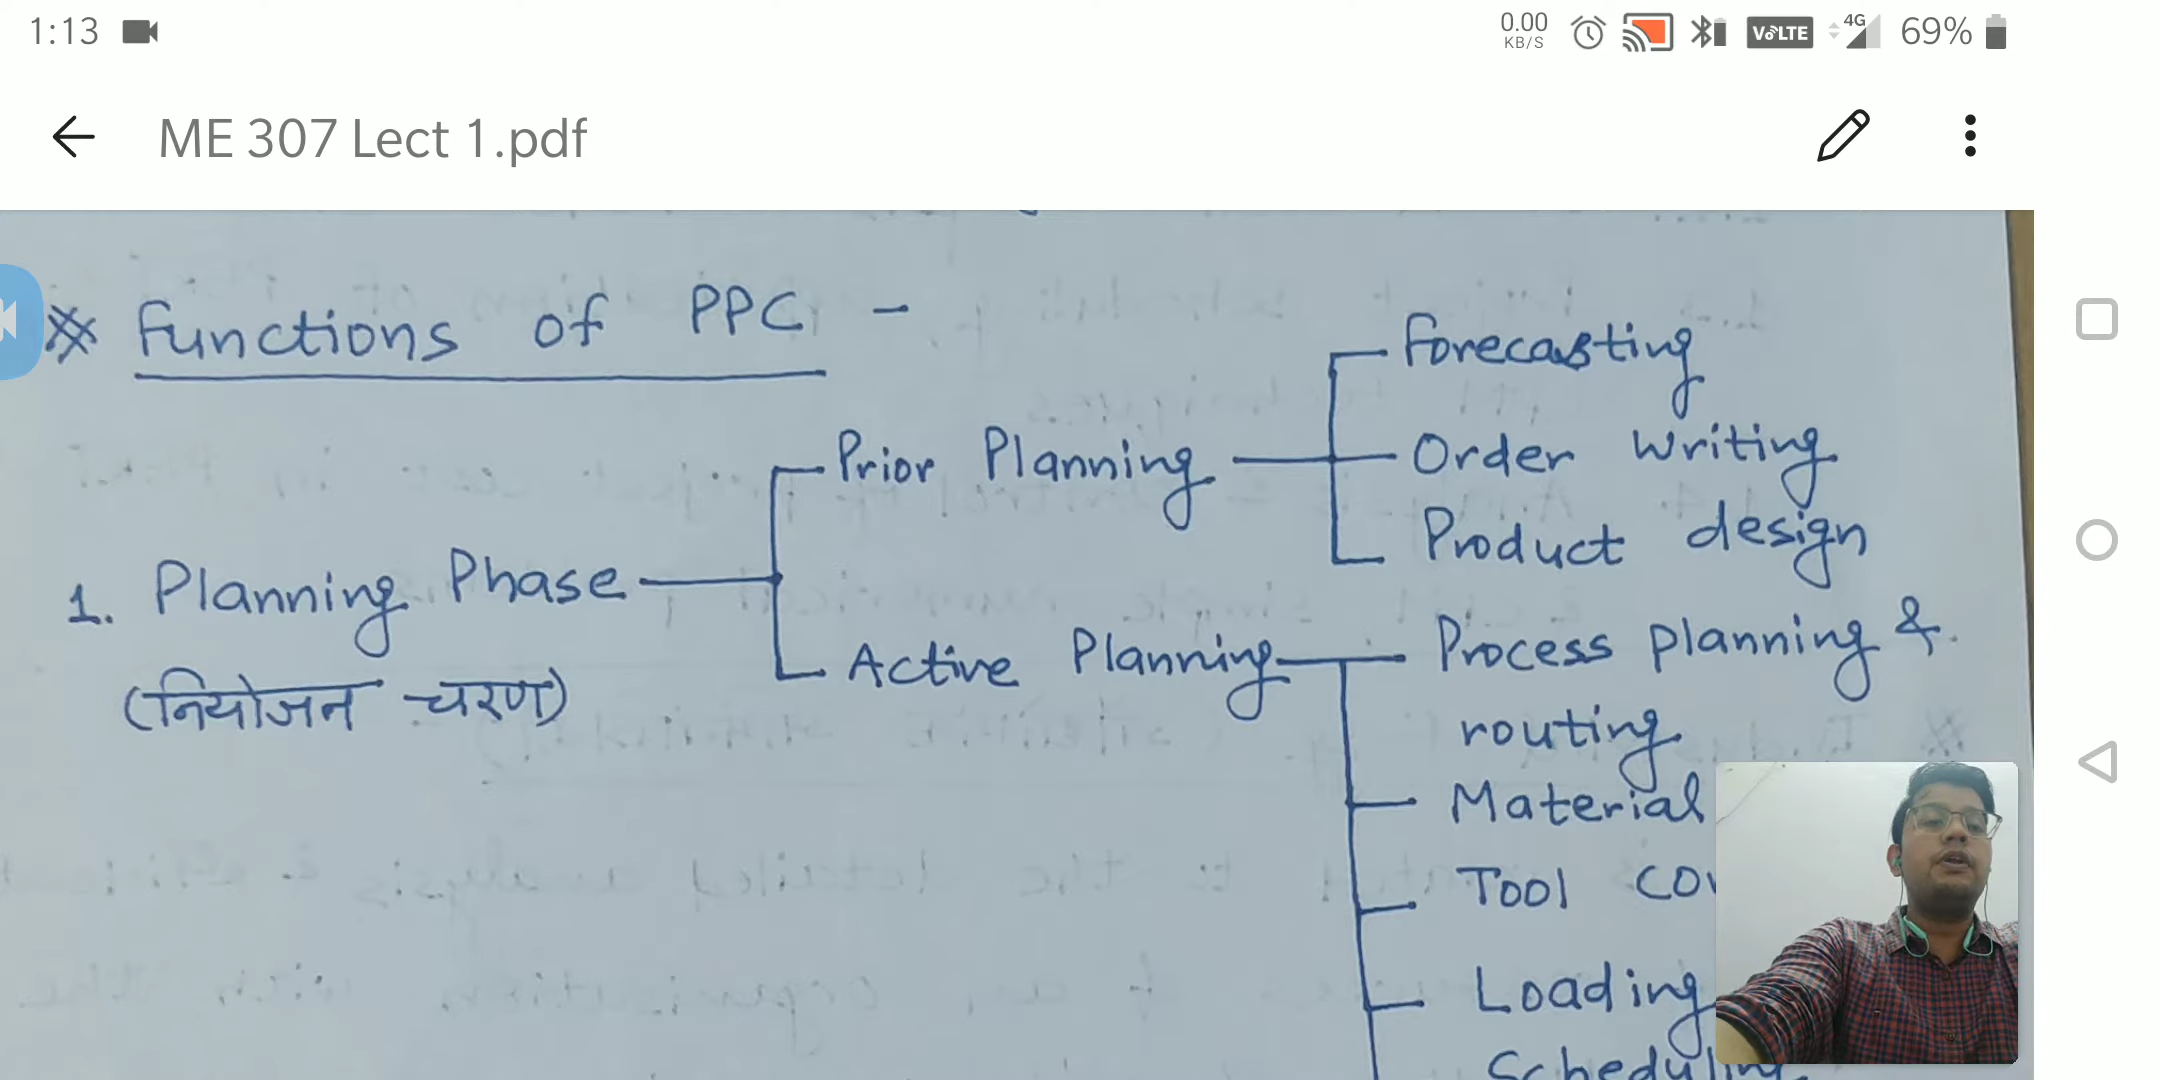 1:13
0.00
KB/S
VoLTE
4G
69%
ME 307 Lect 1.pdf
Functions of PPC -
Forecasting
Prior Planning
Order Writing
Product design
1. Planning Phase
(नियोजन चरण)
Active Planning
Process planning &
routing
Material
Tool
Loading
Scheduling